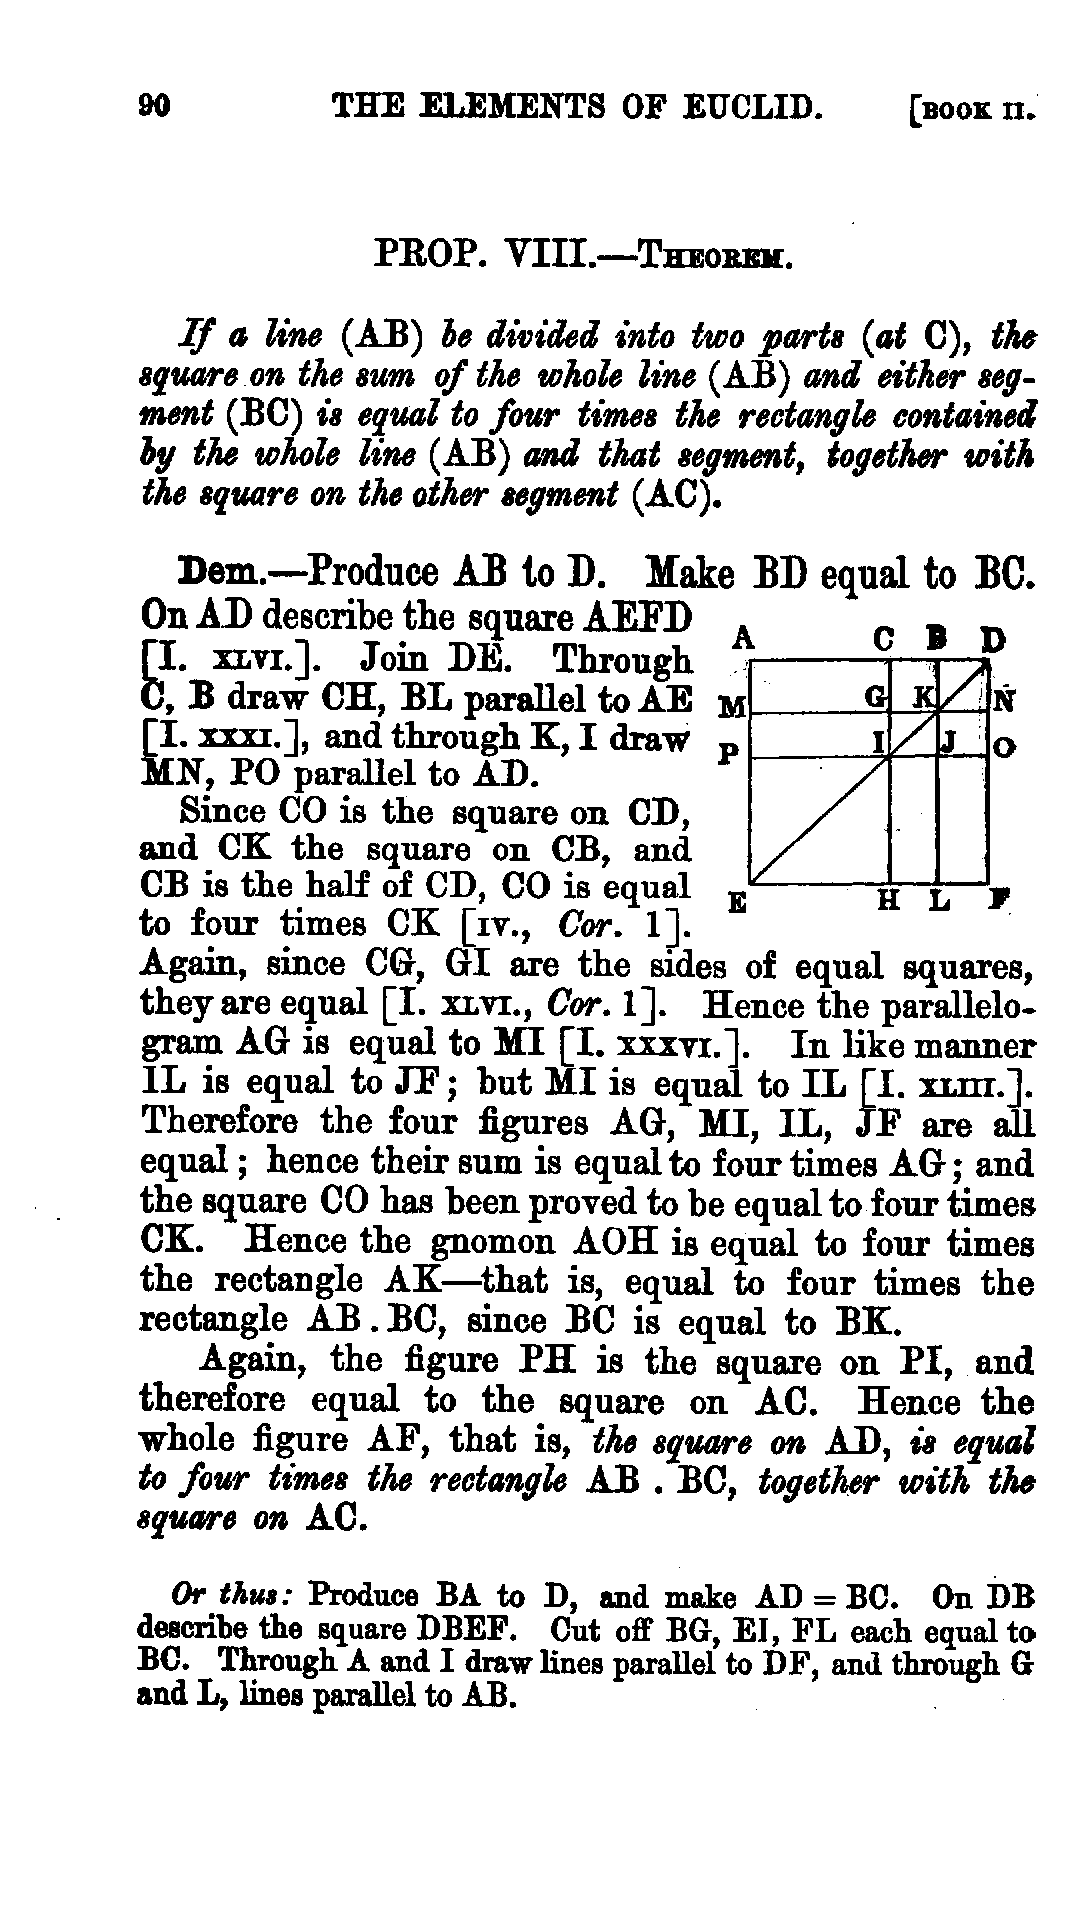 90 THE ELEMENTS OF EUCLID. [BOOK II.
PROP. VIII.—THEOREM.
If a line (AB) be divided into two parts (at C), the
square on the sum of the whole line (AB) and either seg-
ment (BC) is equal to four times the rectangle contained
by the whole line (AB) and that segment, together with
the square on the other segment (AC).
Dem.—Produce AB to D. Make BD equal to BC.
On AD describe the square AEFD
[I. XLVI.]. Join DE. Through
C, B draw CH, BL parallel to AE
[I. XXXI.], and through K, I draw
MN, PO parallel to AD.
Since CO is the square on CD,
and CK the square on CB, and
CB is the half of CD, CO is equal
to four times CK [IV., Cor. 1].
A C B D
M G K N
P I J O
E H L F
Again, since CG, GI are the sides of equal squares,
they are equal [I. XLVI., Cor. 1]. Hence the parallelo-
gram AG is equal to MI [I. XXXVI.]. In like manner
IL is equal to JF; but MI is equal to IL [I. XLIII.].
Therefore the four figures AG, MI, IL, JF are all
equal; hence their sum is equal to four times AG; and
the square CO has been proved to be equal to four times
CK. Hence the gnomon AOH is equal to four times
the rectangle AK—that is, equal to four times the
rectangle AB . BC, since BC is equal to BK.
Again, the figure PH is the square on PI, and
therefore equal to the square on AC. Hence the
whole figure AF, that is, the square on AD, is equal
to four times the rectangle AB . BC, together with the
square on AC.
Or thus: Produce BA to D, and make AD = BC. On DB
describe the square DBEF. Cut off BG, EI, FL each equal to
BC. Through A and I draw lines parallel to DF, and through G
and L, lines parallel to AB.